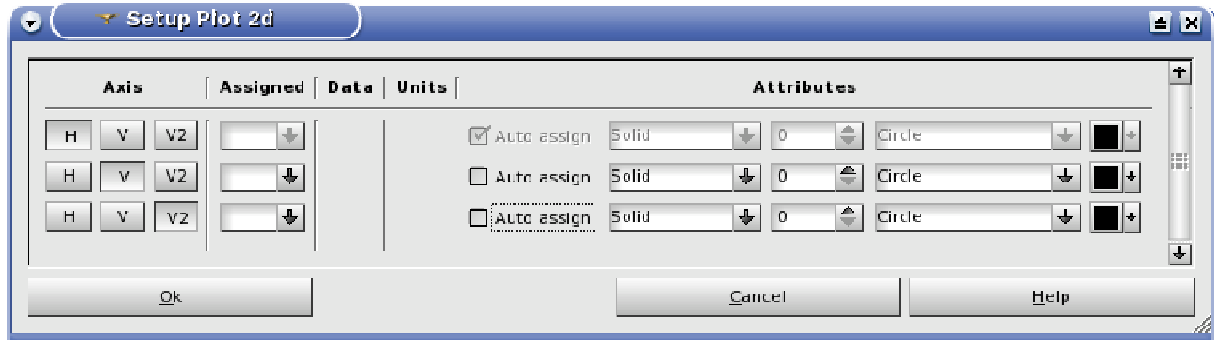 Setup Plot 2d
Axis Assigned Data Units Attributes
H V V2 Auto assign Solid 0 Circle
H V V2 Auto assign Solid 0 Circle
H V V2 Auto assign Solid 0 Circle
Ok Cancel Help